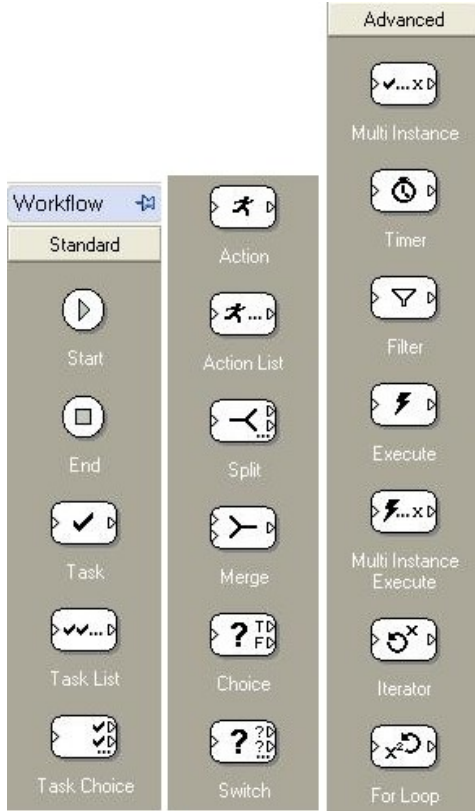 Workflow
Standard
Start
End
Task
Task List
Task Choice
Action
Action List
Split
Merge
? T
F
Choice
? ?
?
Switch
Advanced
...x
Multi Instance
Timer
Filter
Execute
...x
Multi Instance
Execute
x
Iterator
x²
For Loop